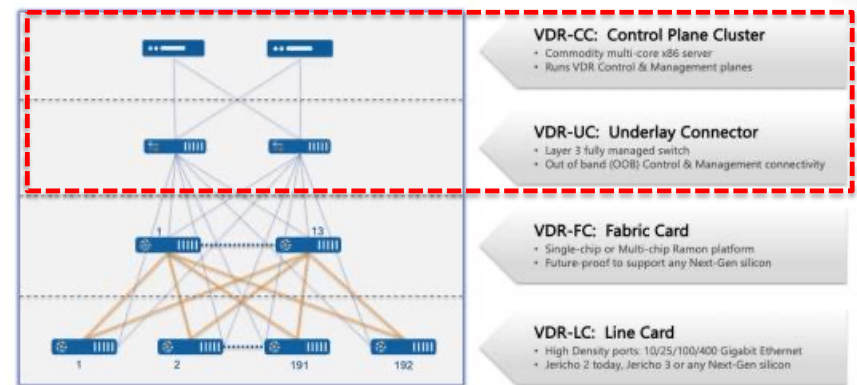 VDR-CC: Control Plane Cluster
• Commodity multi-core x86 server
• Runs VDR Control & Management planes
VDR-UC: Underlay Connector
• Layer 3 fully managed switch
• Out of band (OOB) Control & Management connectivity
1
13
VDR-FC: Fabric Card
• Single-chip or Multi-chip Ramon platform
• Future-proof to support any Next-Gen silicon
1
2
191
192
VDR-LC: Line Card
• High Density ports: 10/25/100/400 Gigabit Ethernet
• Jericho 2 today, Jericho 3 or any Next-Gen silicon